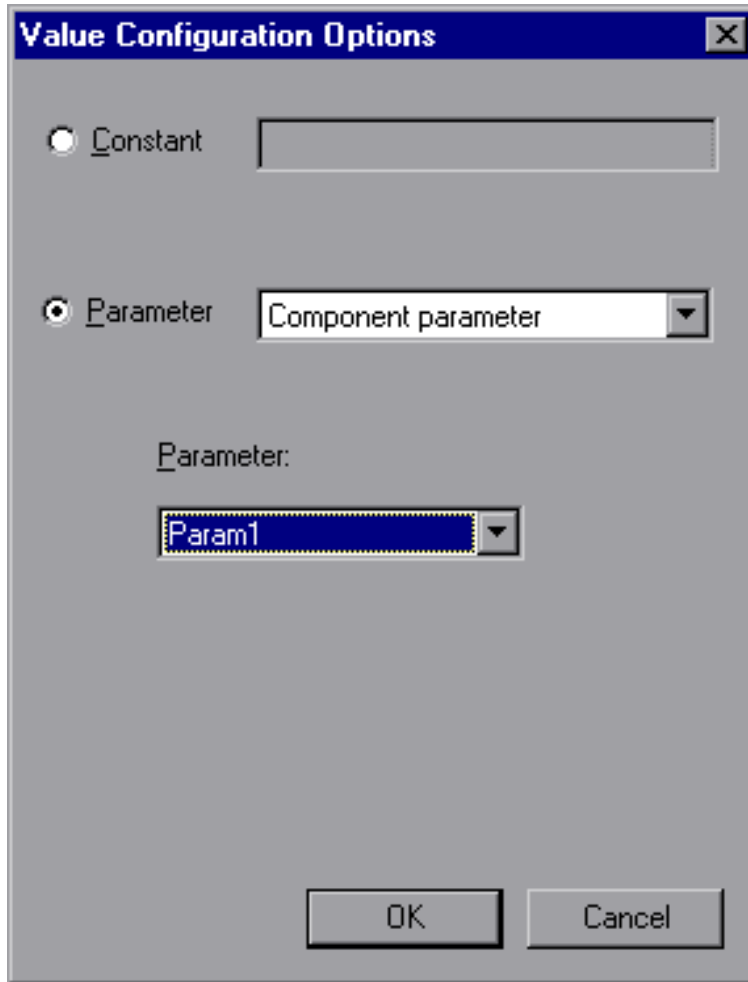 Value Configuration Options
Constant
Parameter Component parameter
Parameter:
Param1
OK Cancel